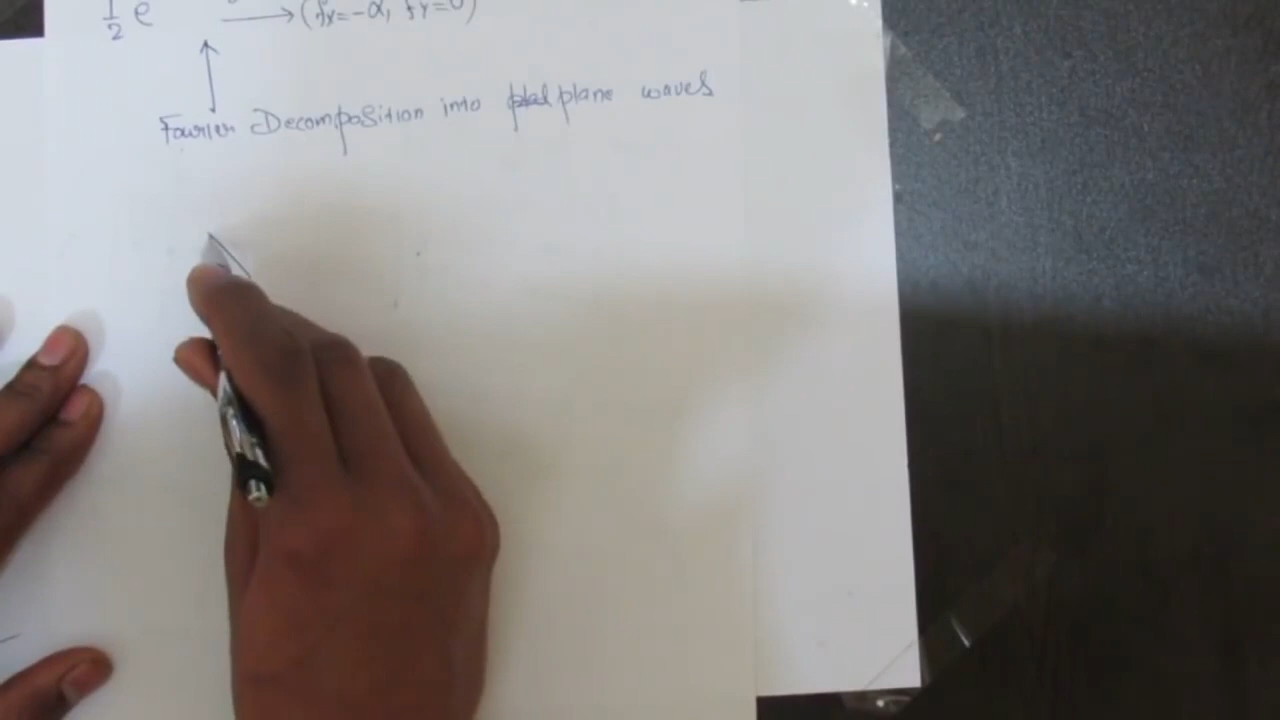 1/2 e ⟶ (fx=-α, fy=0)
Fourier Decomposition into plane waves